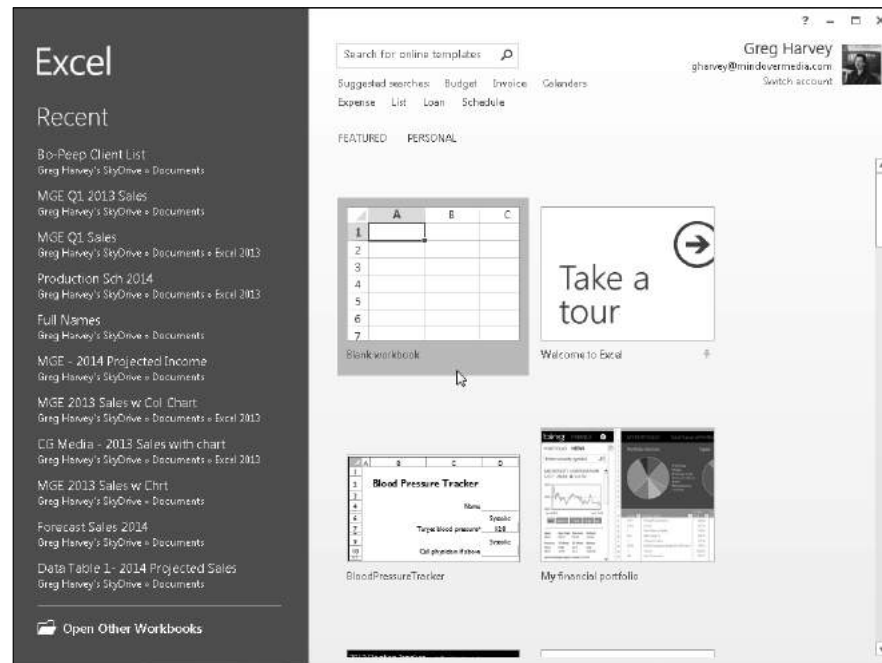 Excel
Recent
Bo-Peep Client List
Greg Harvey's SkyDrive » Documents
MGE Q1 2013 Sales
Greg Harvey's SkyDrive » Documents
MGE Q1 Sales
Greg Harvey's SkyDrive » Documents » Excel 2013
Production Sch 2014
Greg Harvey's SkyDrive » Documents » Excel 2013
Full Names
Greg Harvey's SkyDrive » Documents
MGE - 2014 Projected Income
Greg Harvey's SkyDrive » Documents
MGE 2013 Sales w Col Chart
Greg Harvey's SkyDrive » Documents » Excel 2013
CG Media - 2013 Sales with chart
Greg Harvey's SkyDrive » Documents » Excel 2013
MGE 2013 Sales w Chrt
Greg Harvey's SkyDrive » Documents
Forecast Sales 2014
Greg Harvey's SkyDrive » Documents
Data Table 1- 2014 Projected Sales
Greg Harvey's SkyDrive » Documents
Open Other Workbooks
?
Greg Harvey
gharvey@mindovermedia.com
Switch account
Search for online templates
Suggested searches: Budget Invoice Calendars
Expense List Loan Schedule
FEATURED PERSONAL
A B C
1
2
3
4
5
6
7
Blank workbook
Take a
tour
Welcome to Excel
A B C D
Blood Pressure Tracker
Name
Systolic
Target blood pressure*
Systolic
Call physician if above
BloodPressureTracker
bing
My financial portfolio